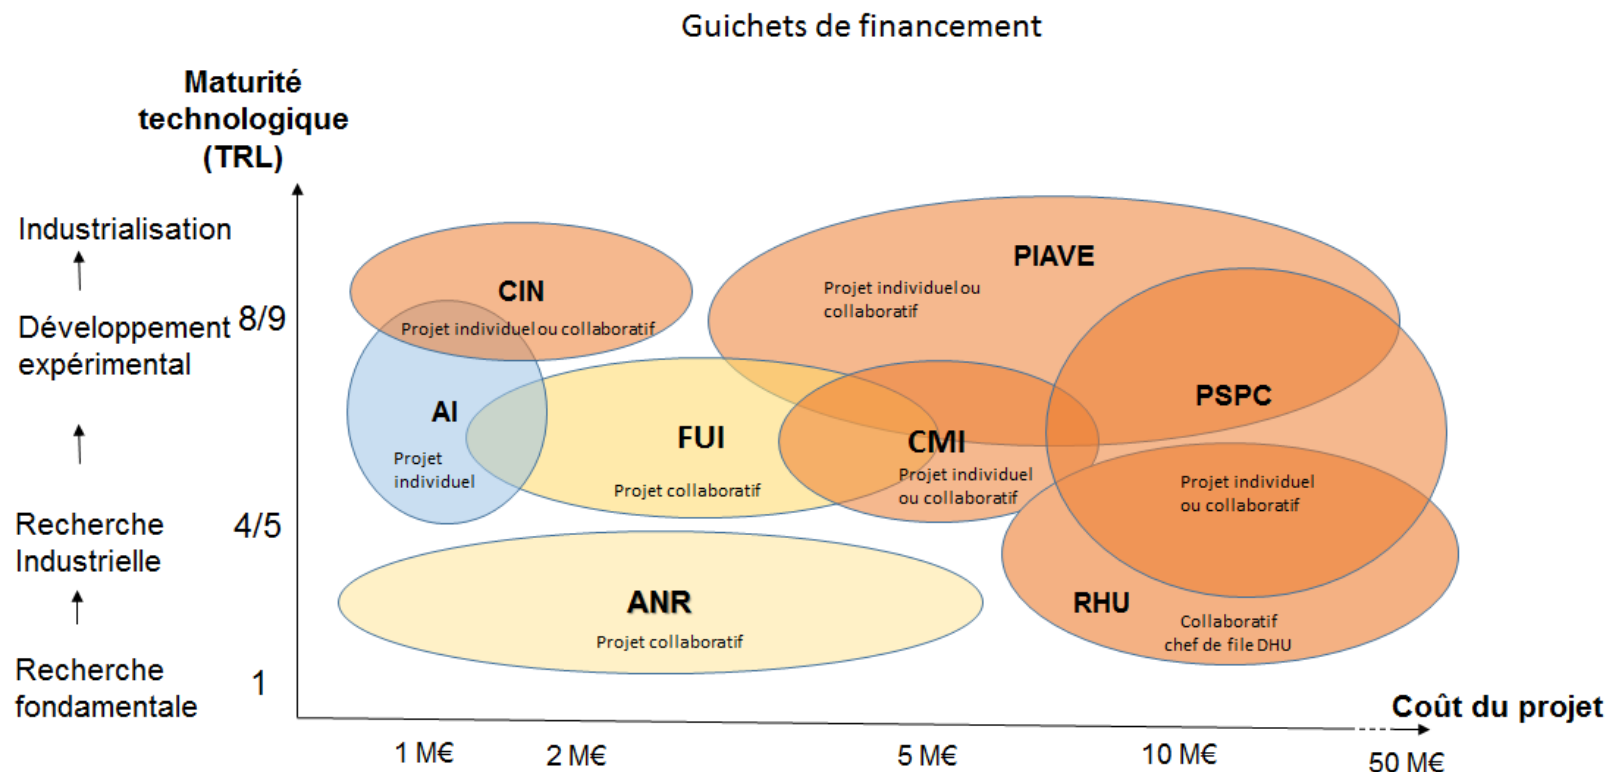 Guichets de financement
Maturité
technologique
(TRL)
Industrialisation
8/9
Développement
expérimental
4/5
Recherche
Industrielle
Recherche
fondamentale
1
CIN
Projet individuel ou collaboratif
PIAVE
Projet individuel ou
collaboratif
AI
Projet
individuel
FUI
Projet collaboratif
CMI
Projet individuel
ou collaboratif
PSPC
Projet individuel
ou collaboratif
ANR
Projet collaboratif
RHU
Collaboratif
chef de file DHU
Coût du projet
1 M€
2 M€
5 M€
10 M€
50 M€